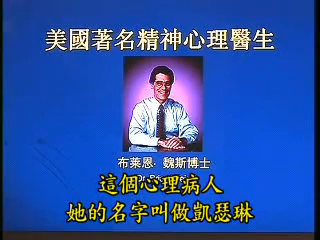 美國著名精神心理醫生
布萊恩·魏斯博士
這個心理病人
她的名字叫做凱瑟琳